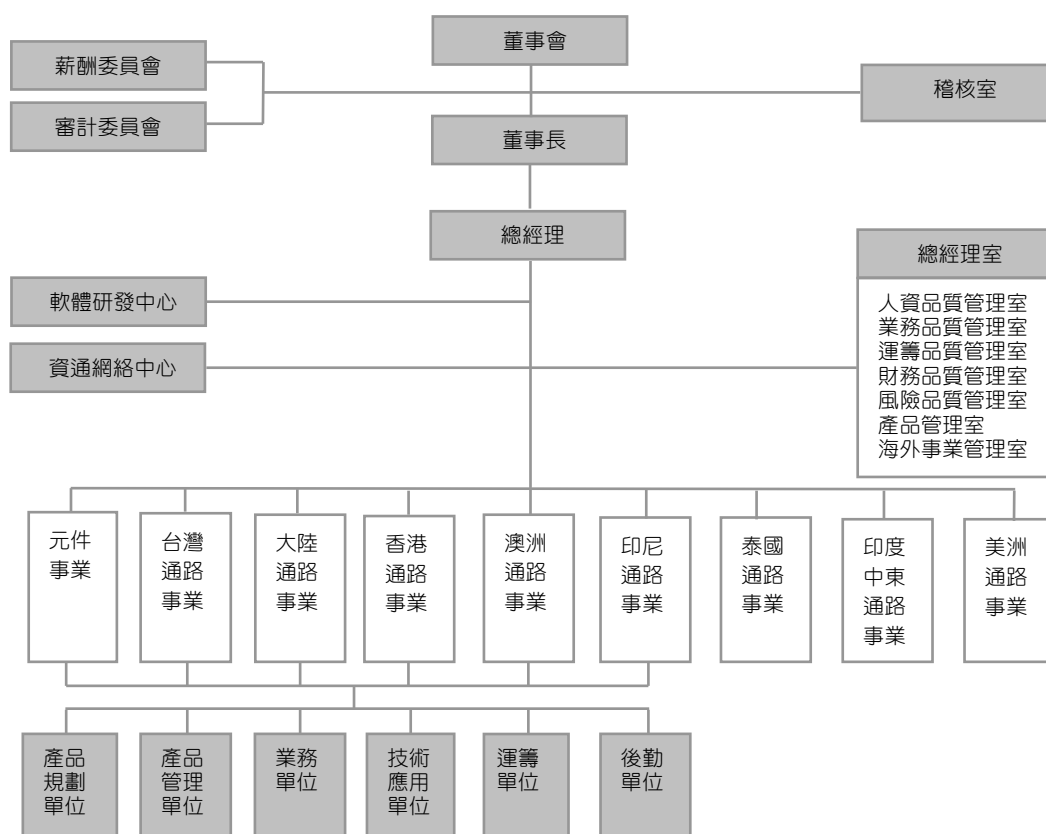 董事會
薪酬委員會
審計委員會
稽核室
董事長
總經理
總經理室
人資品質管理室
業務品質管理室
運籌品質管理室
財務品質管理室
風險品質管理室
產品管理室
海外事業管理室
軟體研發中心
資通網絡中心
元件
事業
台灣
通路
事業
大陸
通路
事業
香港
通路
事業
澳洲
通路
事業
印尼
通路
事業
泰國
通路
事業
印度
中東
通路
事業
美洲
通路
事業
產品
規劃
單位
產品
管理
單位
業務
單位
技術
應用
單位
運籌
單位
後勤
單位